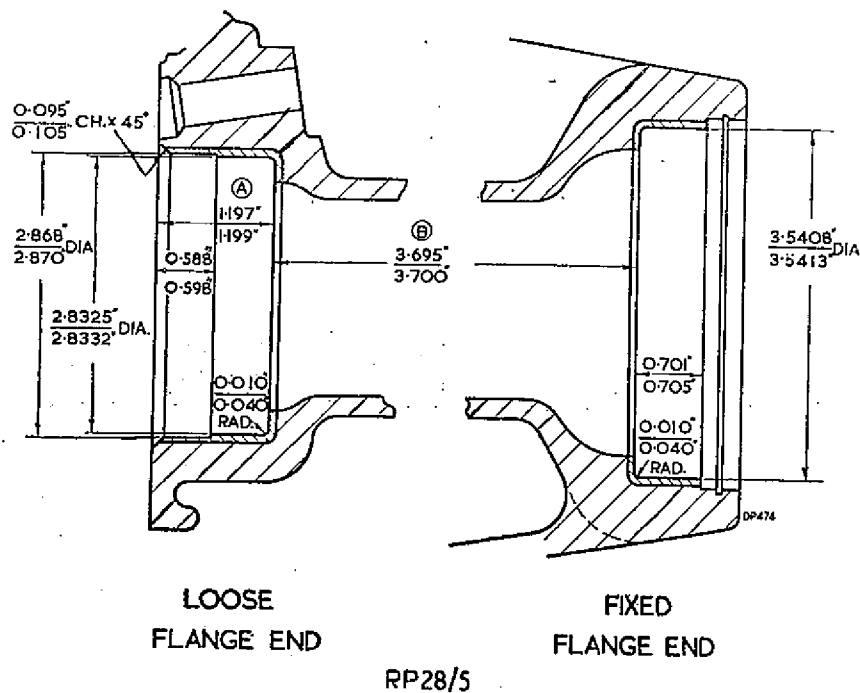 0·095"
0·105" CH.× 45°
2·868"
2·870" DIA
2·8325"
2·8332" DIA.
Ⓐ
1·197"
1·199"
0·588"
0·598"
0·010"
0·040"
RAD.
Ⓑ
3·695"
3·700"
3·5408"
3·5413" DIA
0·701"
0·705"
0·010"
0·040"
RAD.
DP474
LOOSE
FLANGE END
FIXED
FLANGE END
RP28/5